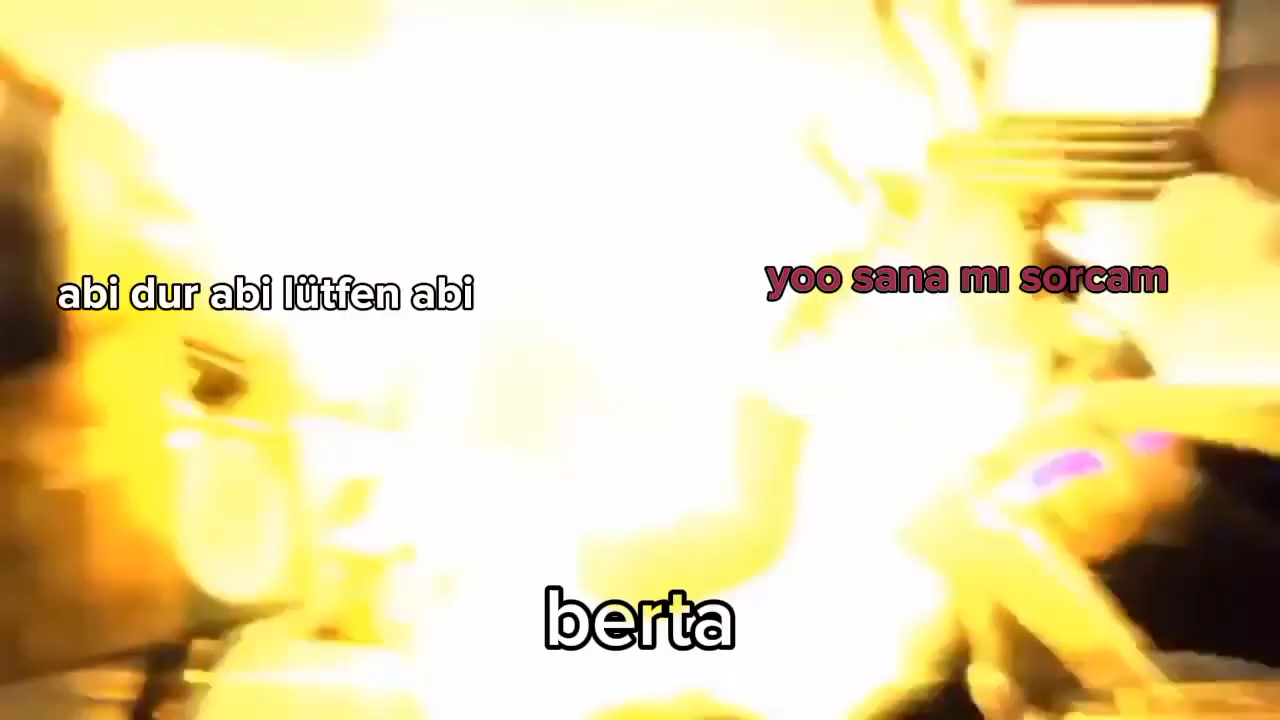 abi dur abi lütfen abi
yoo sana mı sorcam
berta